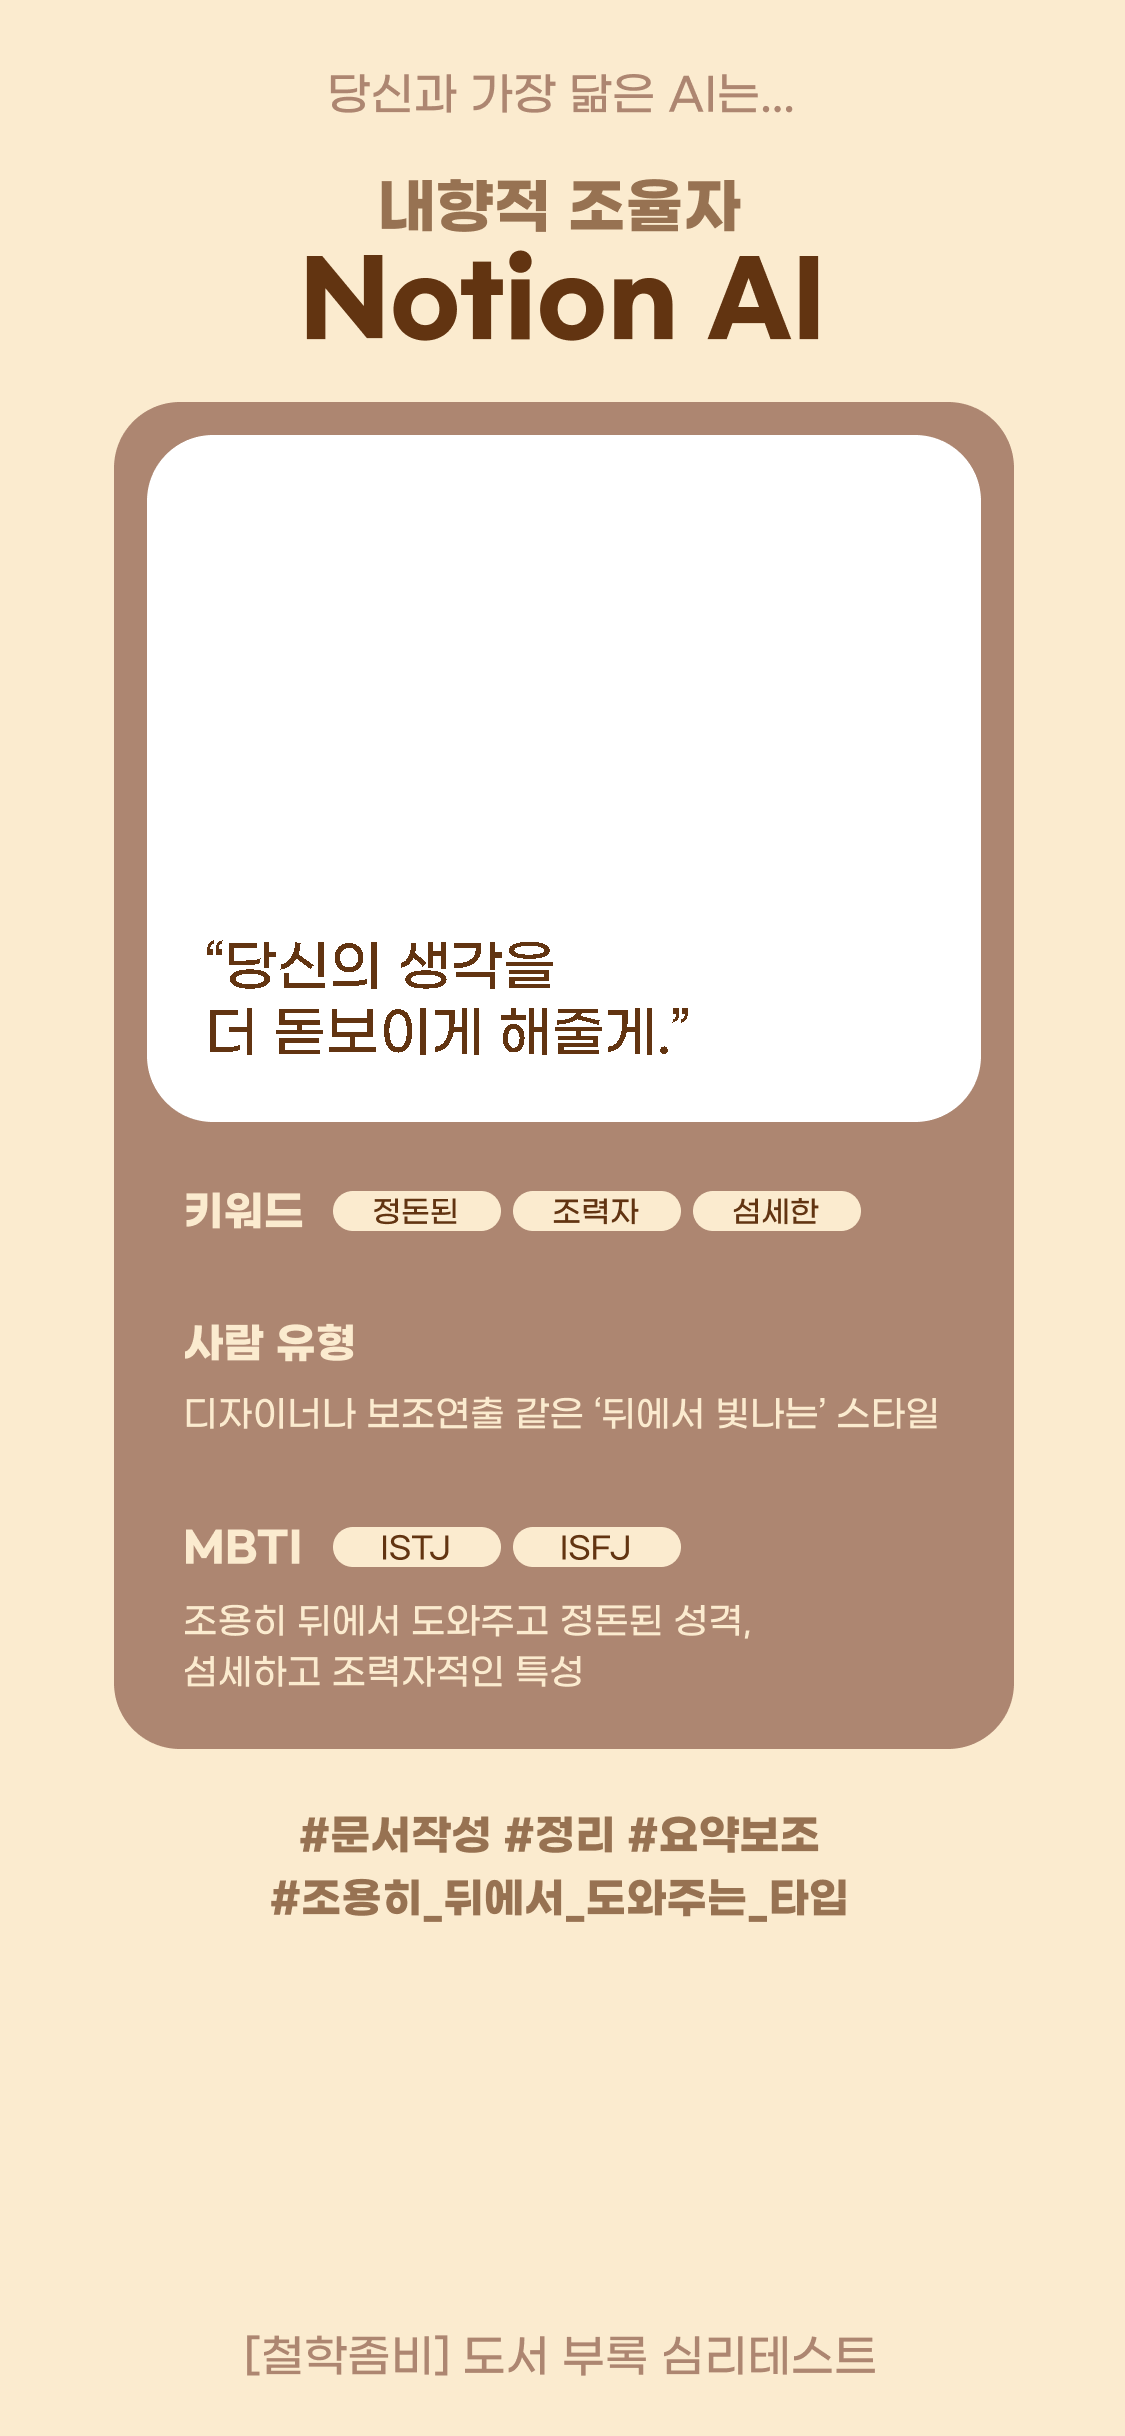 당신과 가장 닮은 AI는...
내향적 조율자
Notion AI
“당신의 생각을
더 돋보이게 해줄게.”
키워드 정돈된 조력자 섬세한
사람 유형
디자이너나 보조연출 같은 ‘뒤에서 빛나는’ 스타일
MBTI ISTJ ISFJ
조용히 뒤에서 도와주고 정돈된 성격,
섬세하고 조력자적인 특성
#문서작성 #정리 #요약보조
#조용히_뒤에서_도와주는_타입
[철학좀비] 도서 부록 심리테스트